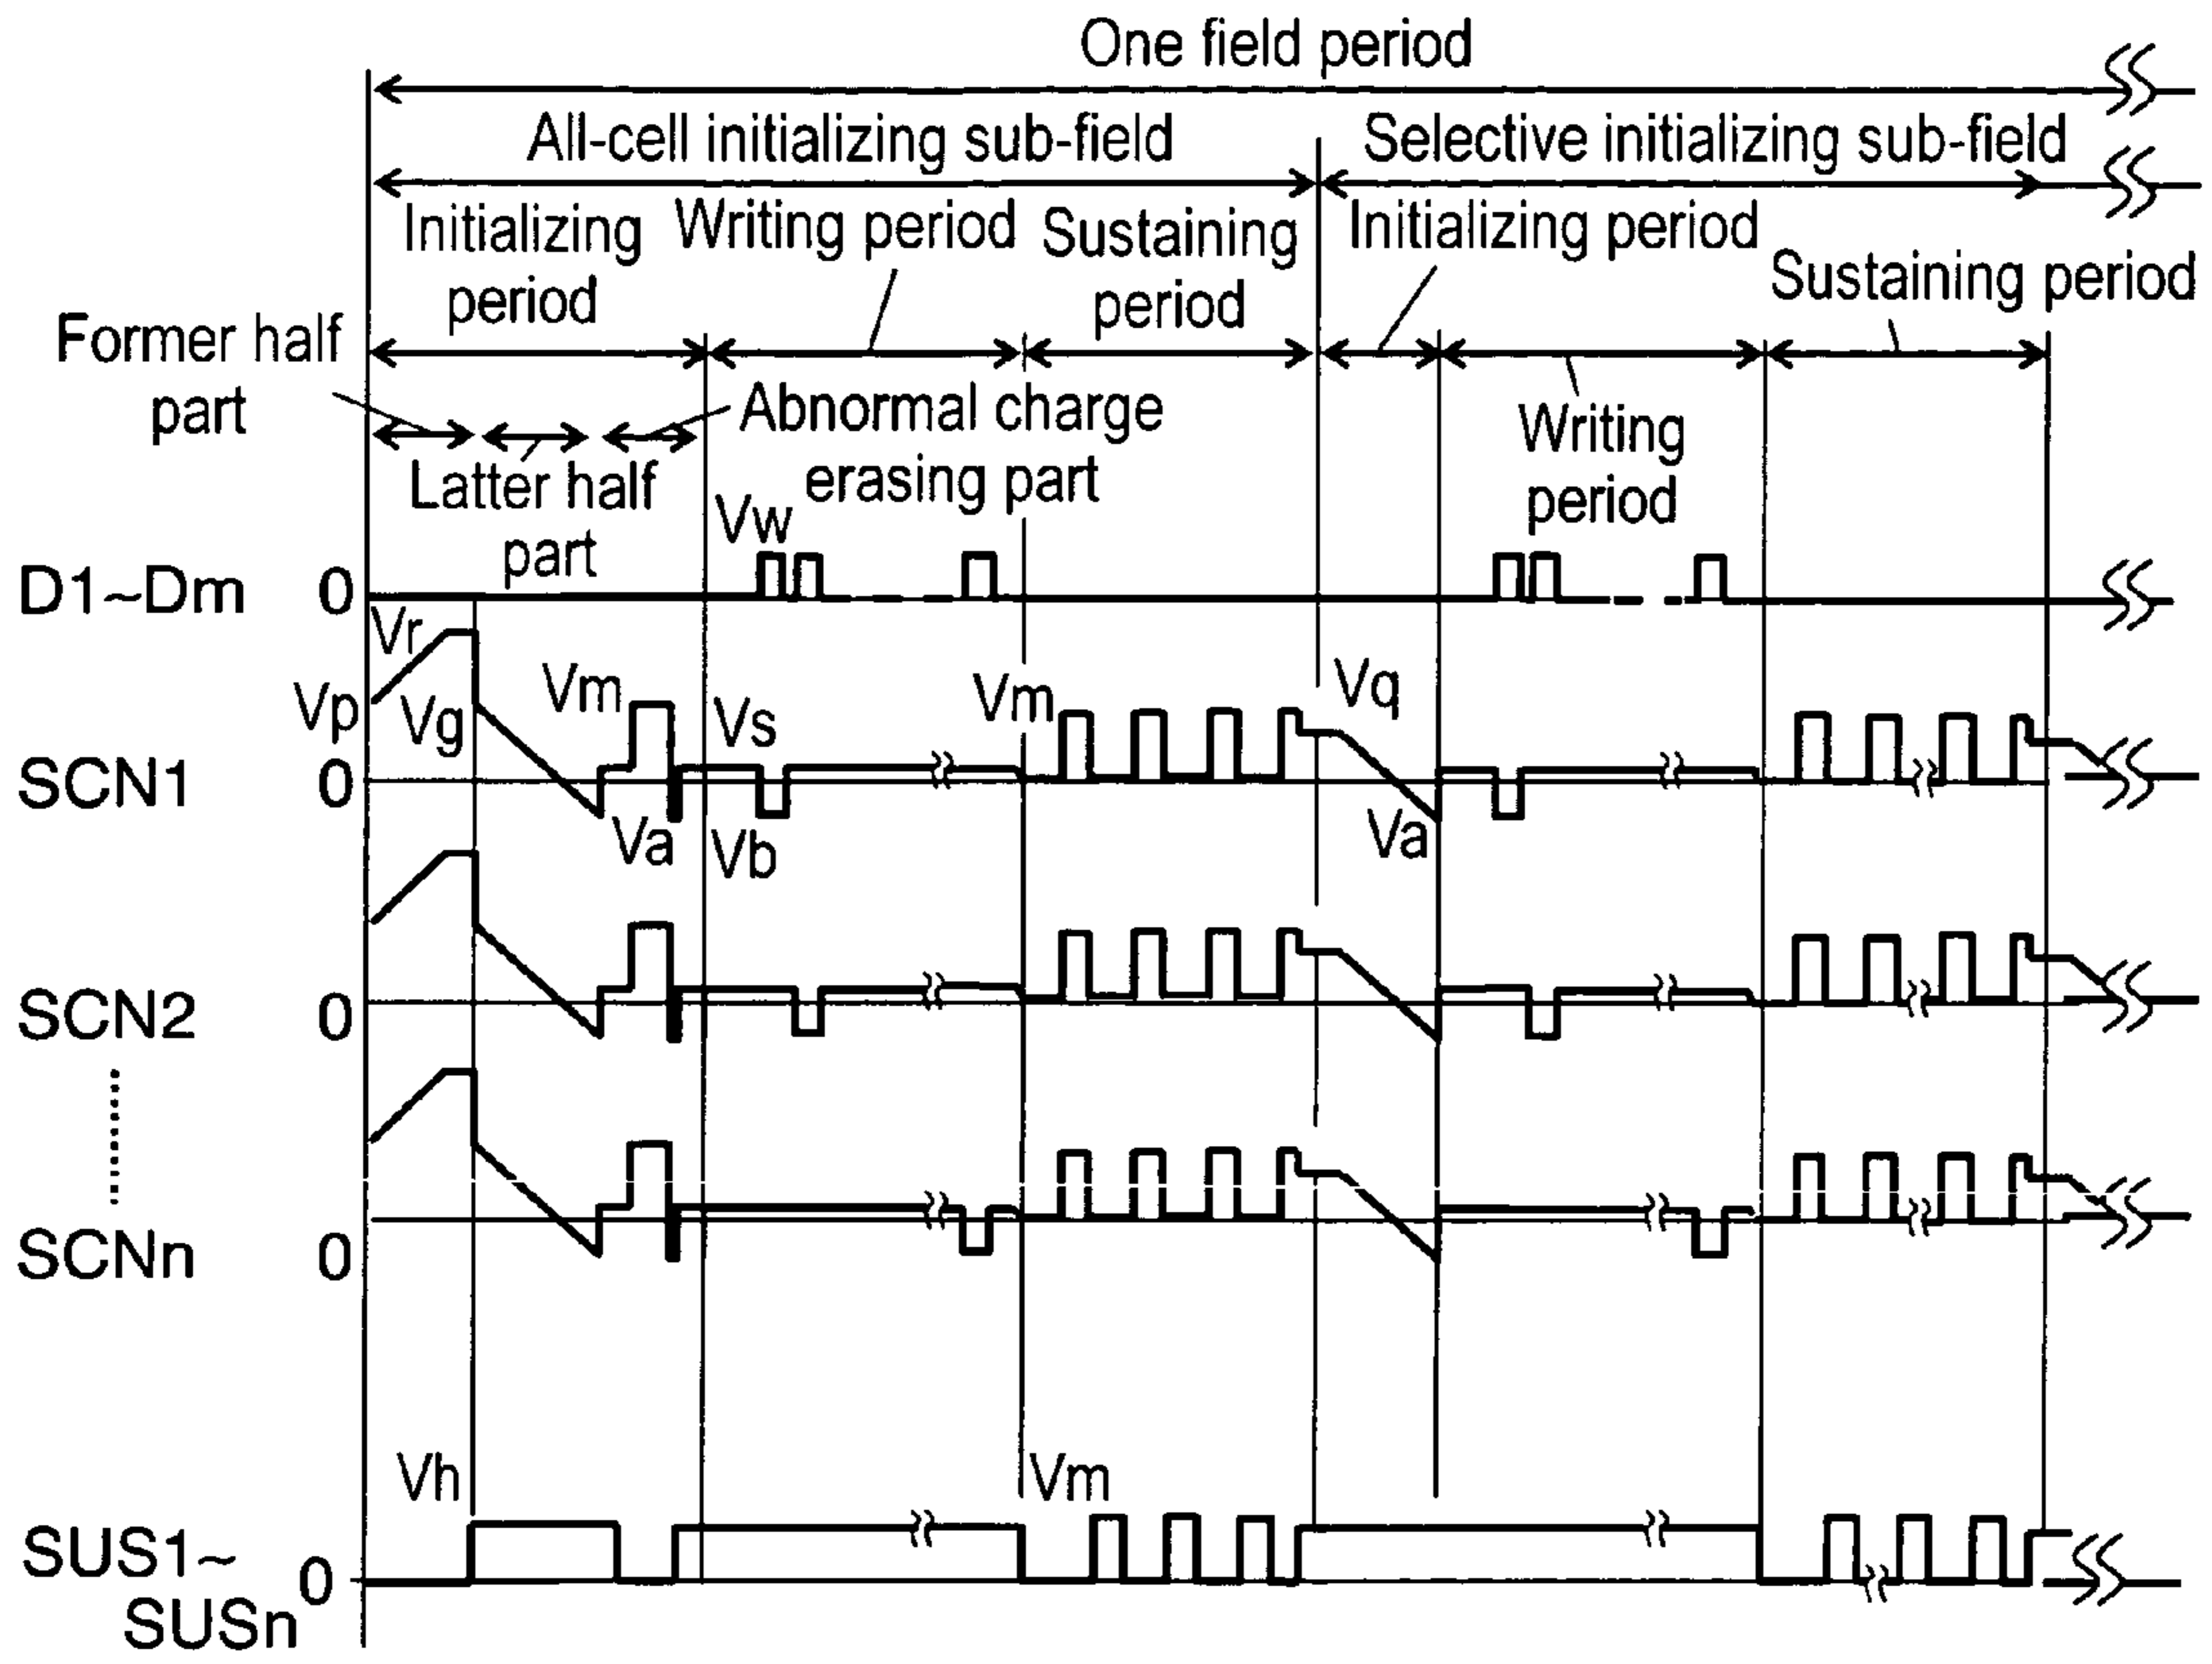 One field period
All-cell initializing sub-field
Selective initializing sub-field
Initializing
period
Writing period
Sustaining
period
Initializing period
Sustaining period
Former half
part
Latter half
part
Abnormal charge
erasing part
Writing
period
Vw
D1~Dm 0
Vr
Vp
Vg
Vm
Vs
Vm
Vq
SCN1 0
Va
Vb
Va
SCN2 0
SCNn 0
Vh
Vm
SUS1~
SUSn 0